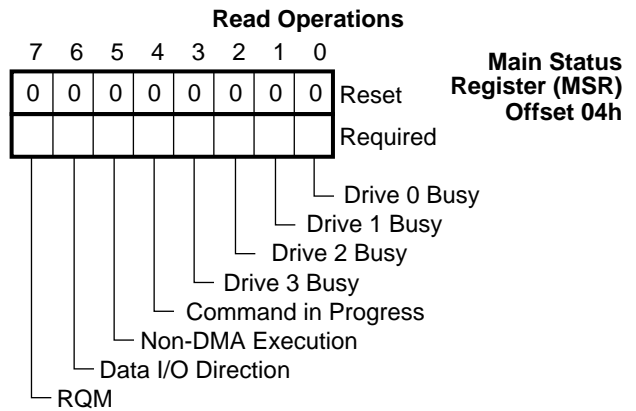 Read Operations
7 6 5 4 3 2 1 0
Main Status
Register (MSR)
Offset 04h
0 0 0 0 0 0 0 0 Reset
Required
Drive 0 Busy
Drive 1 Busy
Drive 2 Busy
Drive 3 Busy
Command in Progress
Non-DMA Execution
Data I/O Direction
RQM